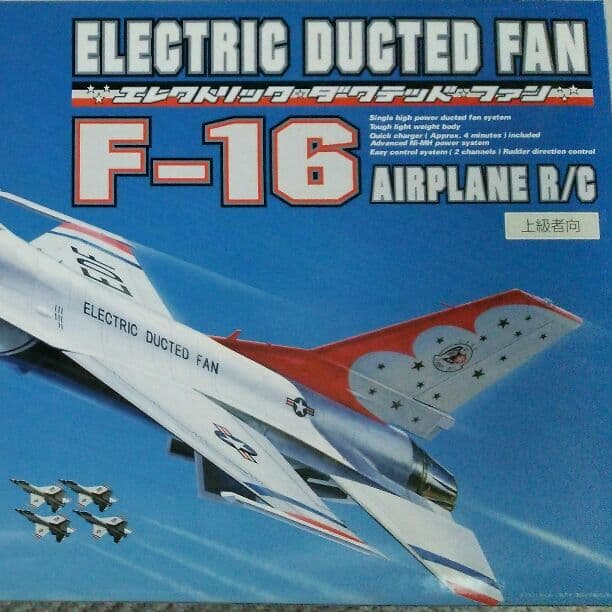 ELECTRIC DUCTED FAN
エレクトリック・ダクテッド・ファン
F-16
Single high power ducted fan system
Tough light weight body
Quick charger ( Approx. 4 minutes ) included
Advanced Ni-MH power system
Easy control system ( 2 channels ) Rudder direction control
AIRPLANE R/C
上級者向
EDF
ELECTRIC DUCTED FAN